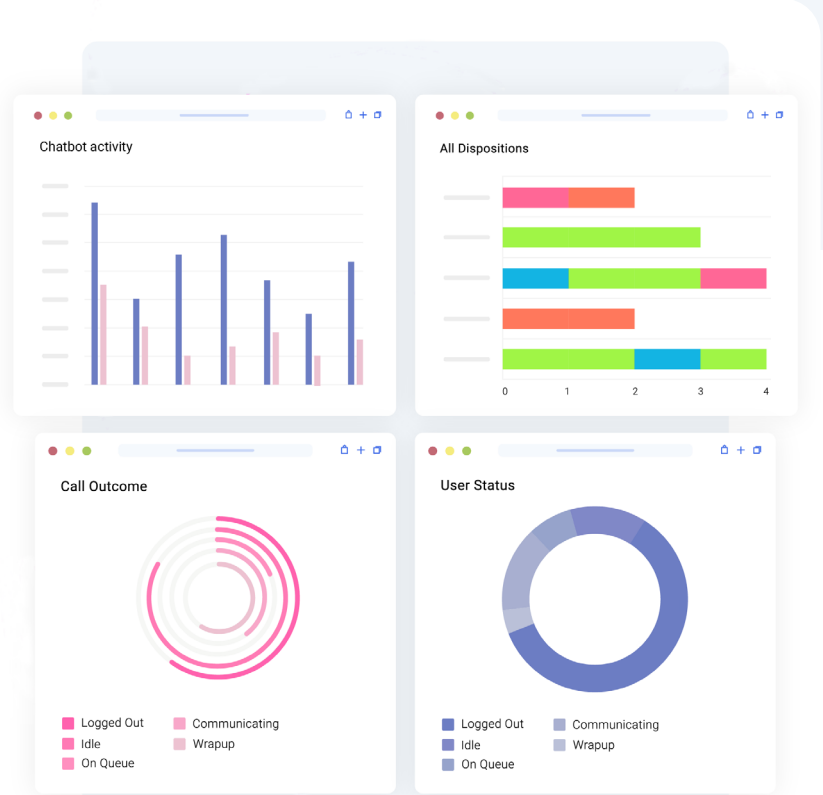 Chatbot activity
All Dispositions
0 1 2 3 4
Call Outcome
Logged Out
Communicating
Idle
Wrapup
On Queue
User Status
Logged Out
Communicating
Idle
Wrapup
On Queue